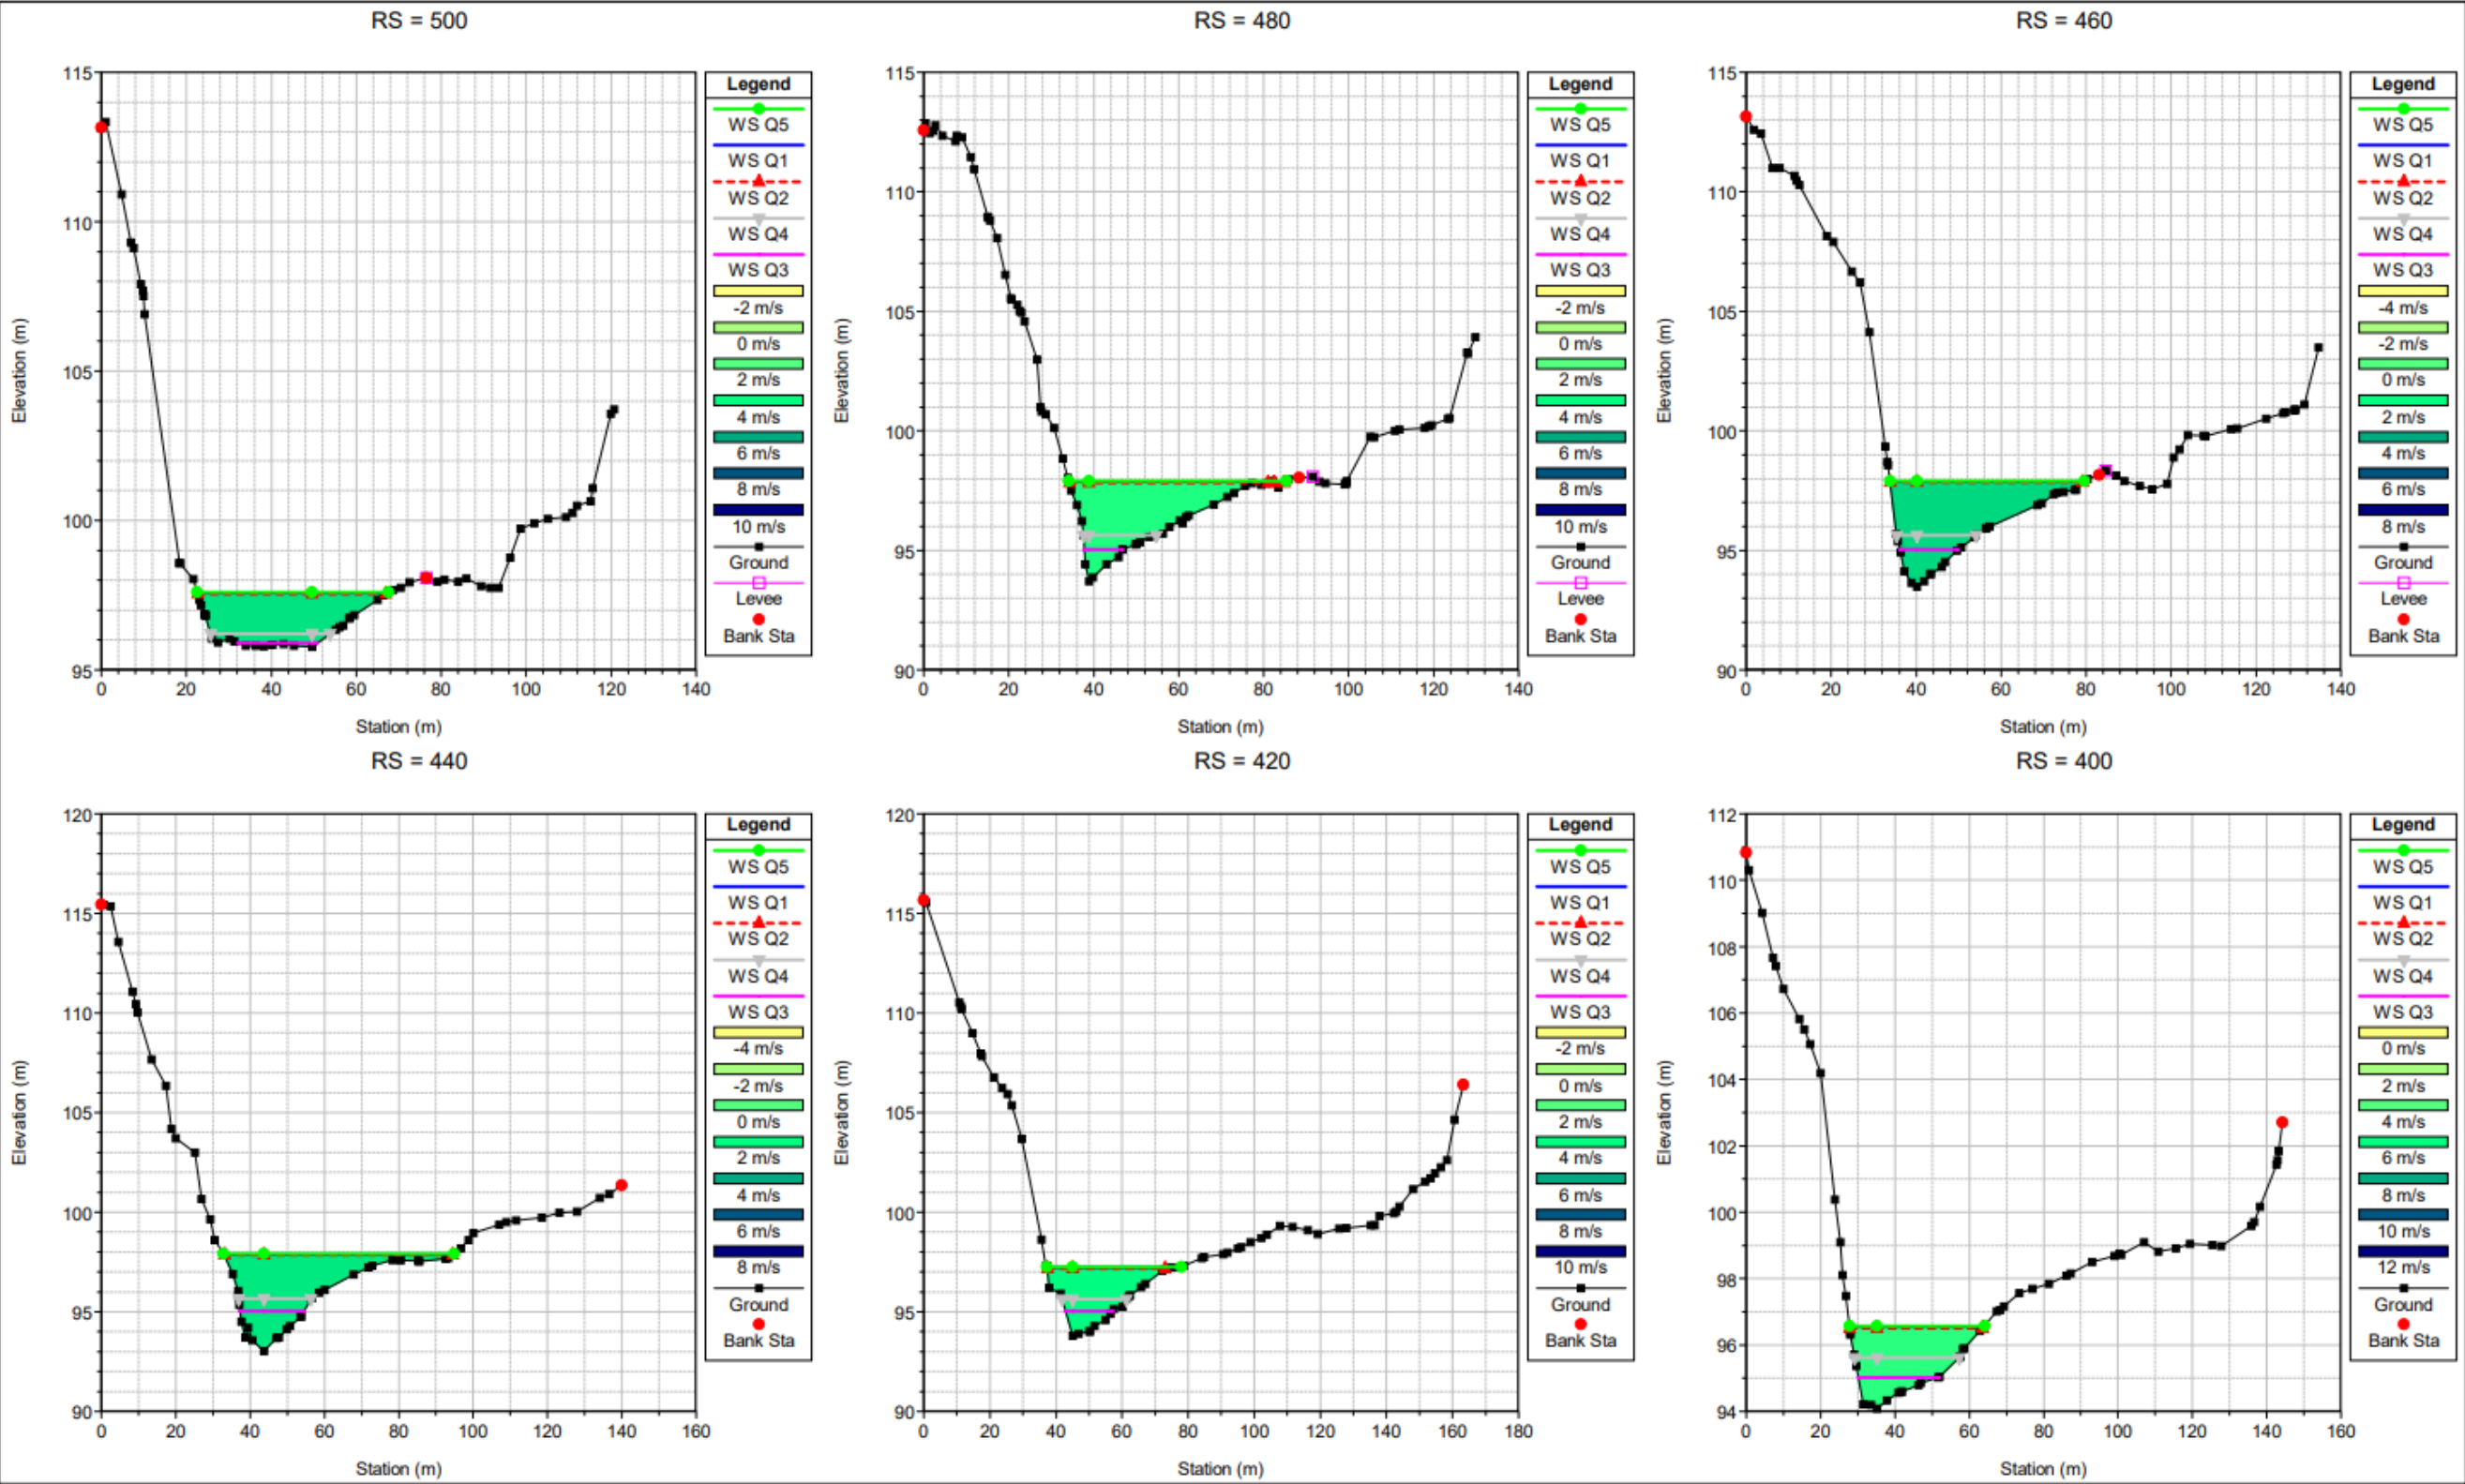 RS = 500
115
110
105
100
95
Elevation (m)
0 20 40 60 80 100 120 140
Station (m)
Legend
WS Q5
WS Q1
WS Q2
WS Q4
WS Q3
-2 m/s
0 m/s
2 m/s
4 m/s
6 m/s
8 m/s
10 m/s
Ground
Levee
Bank Sta
RS = 480
115
110
105
100
95
90
Elevation (m)
0 20 40 60 80 100 120 140
Station (m)
Legend
WS Q5
WS Q1
WS Q2
WS Q4
WS Q3
-2 m/s
0 m/s
2 m/s
4 m/s
6 m/s
8 m/s
10 m/s
Ground
Levee
Bank Sta
RS = 460
115
110
105
100
95
90
Elevation (m)
0 20 40 60 80 100 120 140
Station (m)
Legend
WS Q5
WS Q1
WS Q2
WS Q4
WS Q3
-4 m/s
-2 m/s
0 m/s
2 m/s
4 m/s
6 m/s
8 m/s
Ground
Levee
Bank Sta
RS = 440
120
115
110
105
100
95
90
Elevation (m)
0 20 40 60 80 100 120 140 160
Station (m)
Legend
WS Q5
WS Q1
WS Q2
WS Q4
WS Q3
-4 m/s
-2 m/s
0 m/s
2 m/s
4 m/s
6 m/s
8 m/s
Ground
Bank Sta
RS = 420
120
115
110
105
100
95
90
Elevation (m)
0 20 40 60 80 100 120 140 160 180
Station (m)
Legend
WS Q5
WS Q1
WS Q2
WS Q4
WS Q3
-2 m/s
0 m/s
2 m/s
4 m/s
6 m/s
8 m/s
10 m/s
Ground
Bank Sta
RS = 400
112
110
108
106
104
102
100
98
96
94
Elevation (m)
0 20 40 60 80 100 120 140 160
Station (m)
Legend
WS Q5
WS Q1
WS Q2
WS Q4
WS Q3
0 m/s
2 m/s
4 m/s
6 m/s
8 m/s
10 m/s
12 m/s
Ground
Bank Sta